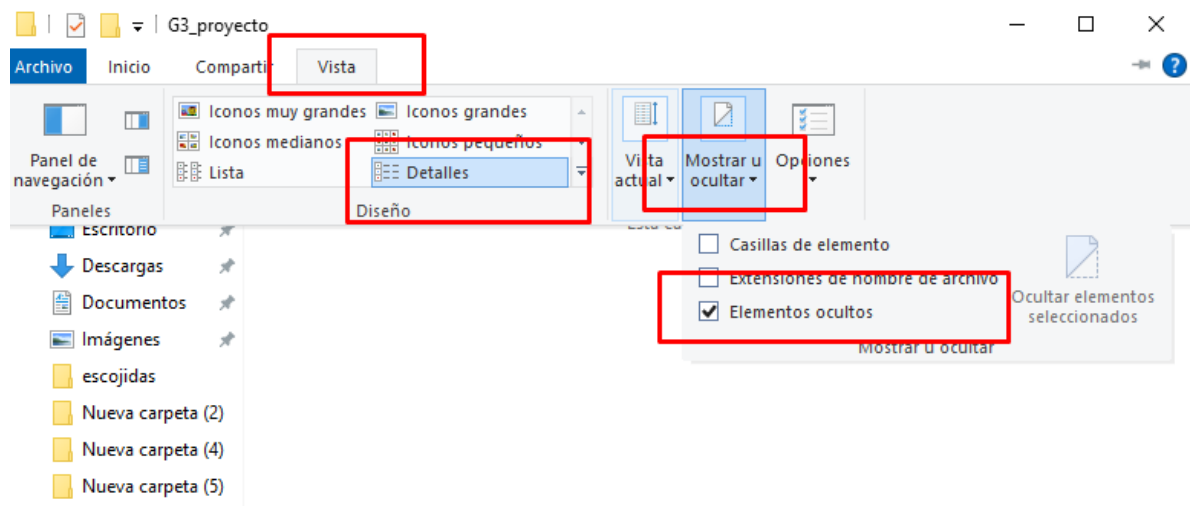 G3_proyecto
Archivo Inicio Compartir Vista
?
Iconos muy grandes Iconos grandes
Iconos medianos Iconos pequeños
Lista Detalles
Panel de
navegación
Vista
actual
Mostrar u
ocultar
Opciones
Paneles
Diseño
Escritorio
Descargas
Documentos
Imágenes
escojidas
Nueva carpeta (2)
Nueva carpeta (4)
Nueva carpeta (5)
Casillas de elemento
Extensiones de nombre de archivo
Elementos ocultos
Ocultar elementos
seleccionados
Mostrar u ocultar